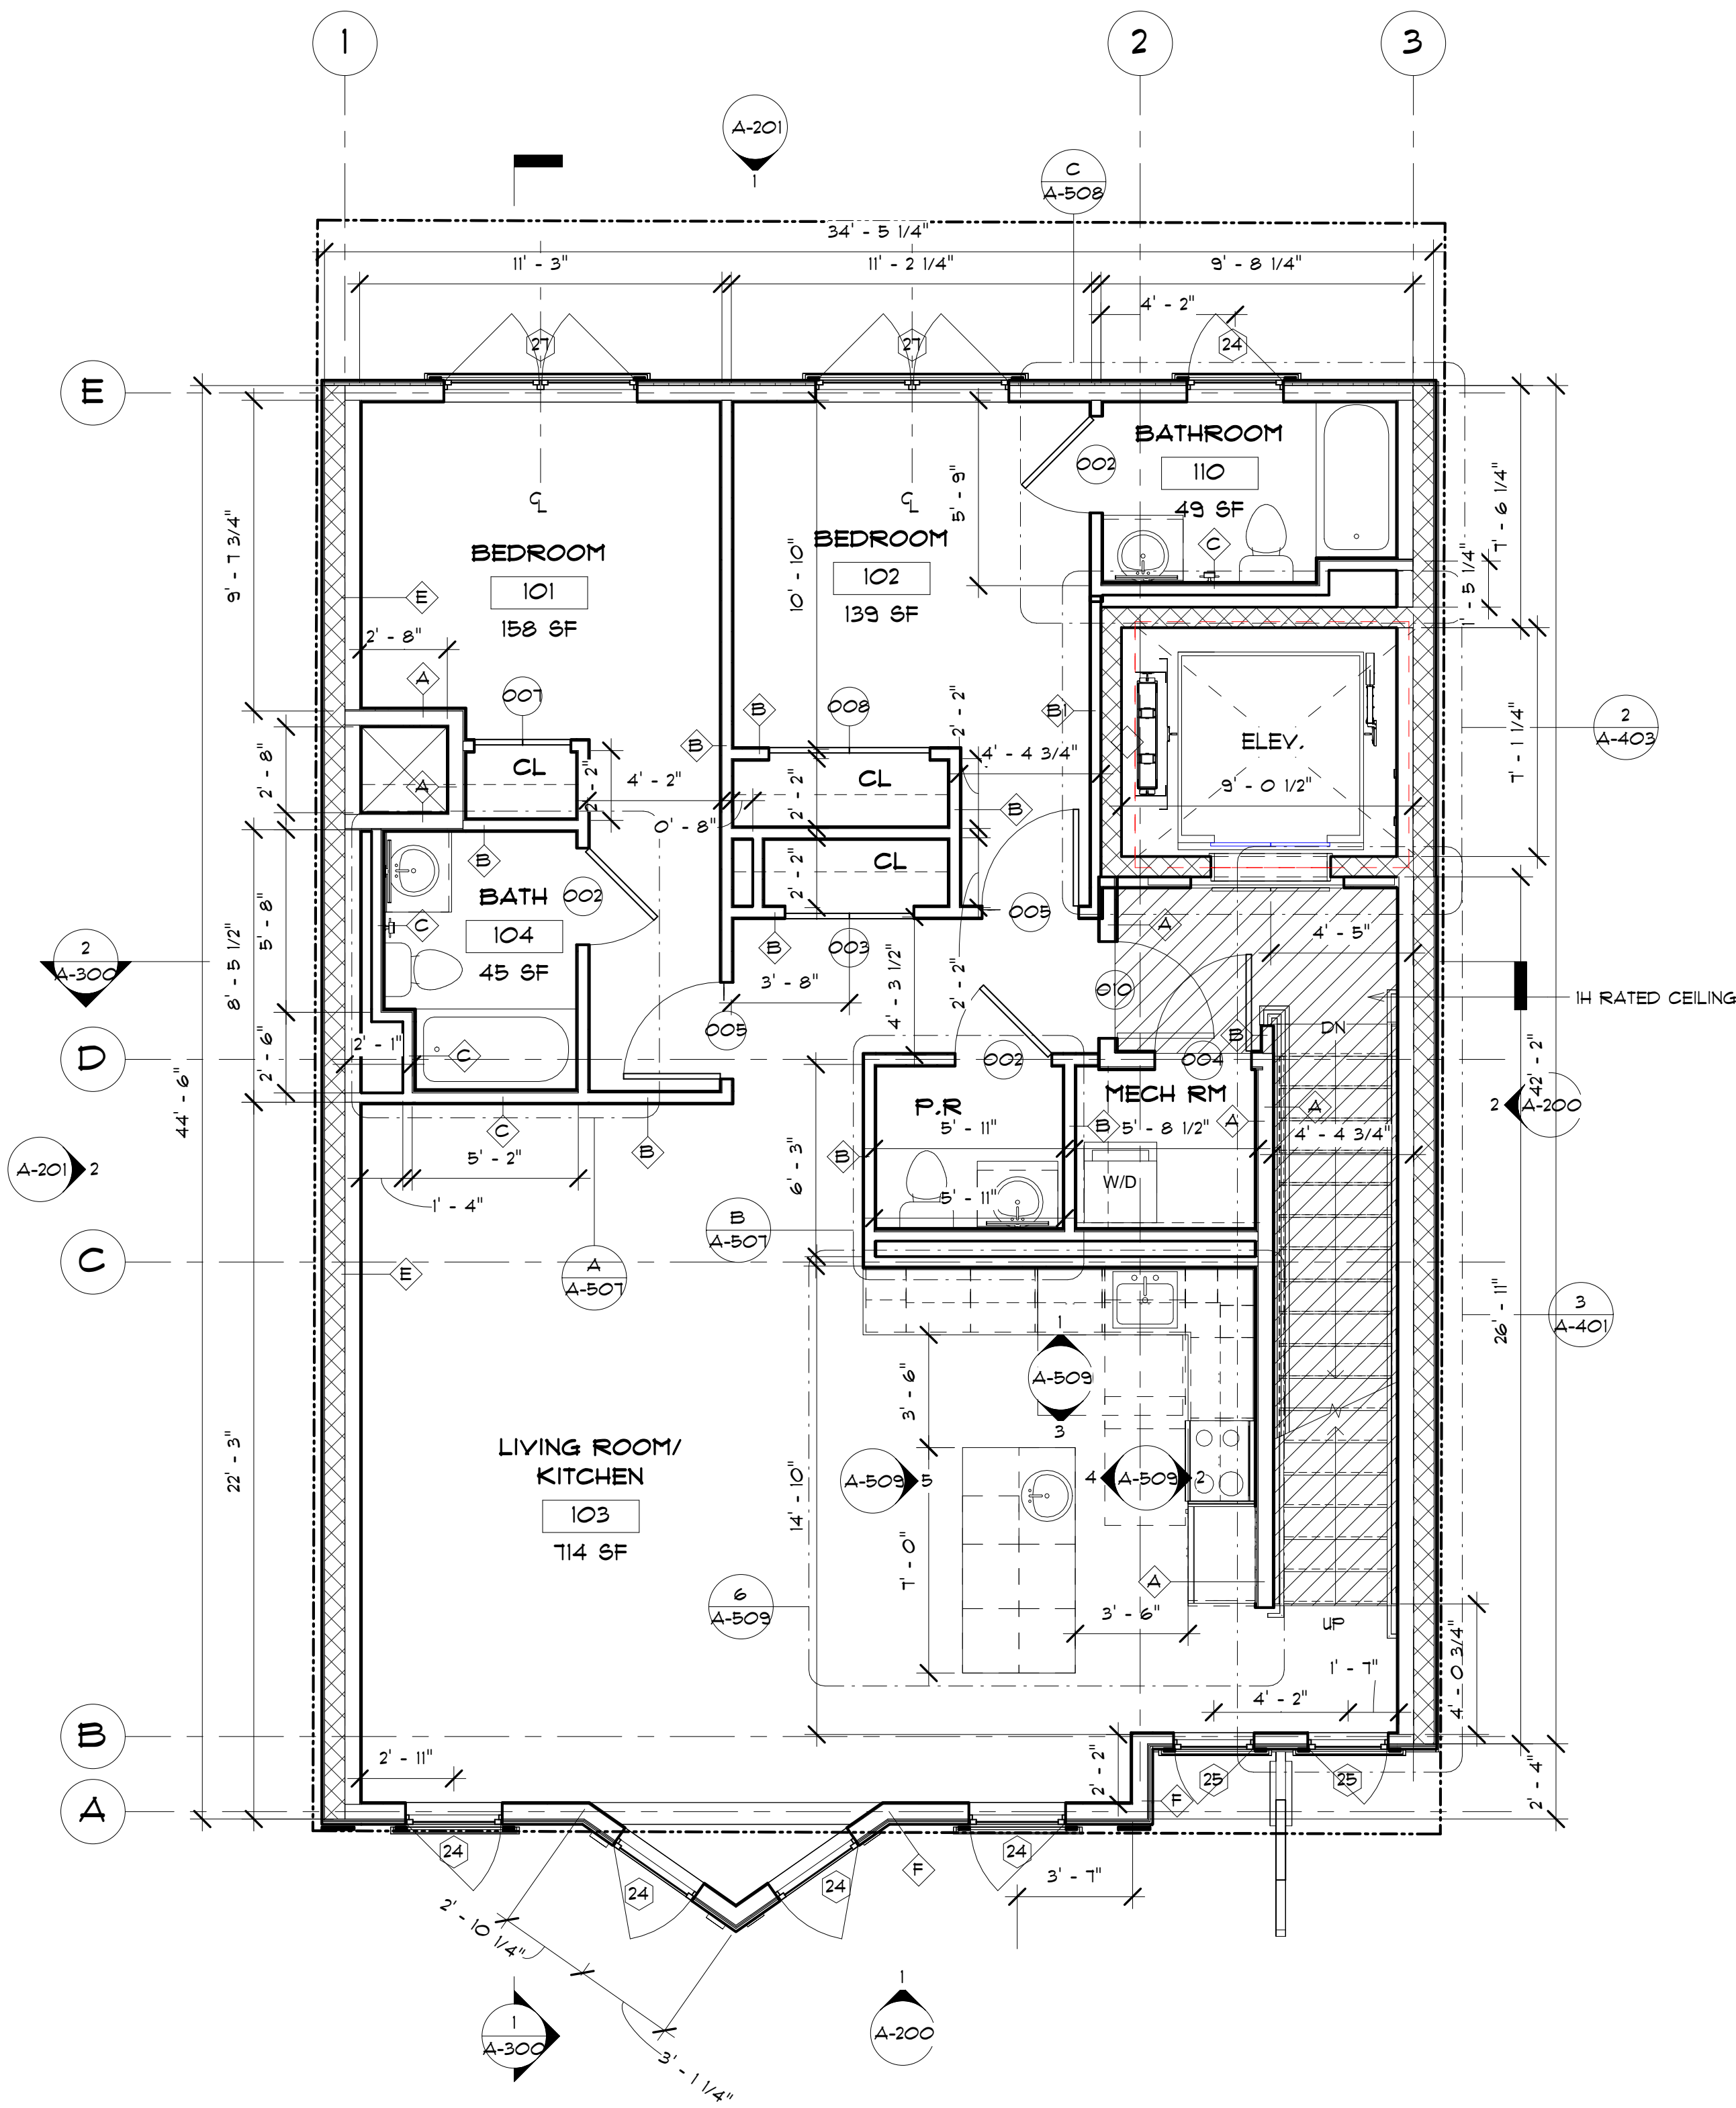 1
2
3
A-201
1
C
A-508
34' - 5 1/4"
11' - 3"
11' - 2 1/4"
9' - 8 1/4"
4' - 2"
27
27
24
E
BATHROOM
002
110
49 SF
5' - 9"
7' - 6 1/4"
1' - 5 1/4"
9' - 7 3/4"
CL
CL
C
BEDROOM
101
158 SF
BEDROOM
102
139 SF
10' - 10"
E
2' - 8"
A
007
B
008
B
B1
2' - 2"
4' - 4 3/4"
ELEV.
9' - 0 1/2"
7' - 1 1/4"
2
A-403
2' - 8"
A
CL
2' - 2"
4' - 2"
0' - 8"
2' - 2"
CL
B
B
CL
2' - 2"
005
A
BATH
002
C
104
45 SF
5' - 8"
8' - 5 1/2"
2' - 6"
B
003
3' - 8"
4' - 3 1/2"
2' - 2"
4' - 5"
010
1H RATED CEILING
2
A-300
D
005
2' - 1"
C
002
B
004
DN
44' - 6"
42' - 2"
P.R
5' - 11"
MECH RM
B
5' - 8 1/2"
A
A
4' - 4 3/4"
2
A-200
A-201
2
C
5' - 2"
B
B
6' - 3"
W/D
5' - 11"
1' - 4"
B
A-507
C
E
A
A-507
26' - 11"
3
A-401
1
A-509
3
3' - 6"
22' - 3"
LIVING ROOM/
KITCHEN
103
714 SF
14' - 10"
A-509
5
4
A-509
2
7' - 0"
A
6
A-509
3' - 6"
UP
1' - 7"
4' - 0 3/4"
4' - 2"
B
2' - 11"
2' - 2"
25
25
2' - 4"
A
F
24
24
24
F
24
3' - 7"
2' - 10 1/4"
1
A-300
1
A-200
3' - 1 1/4"